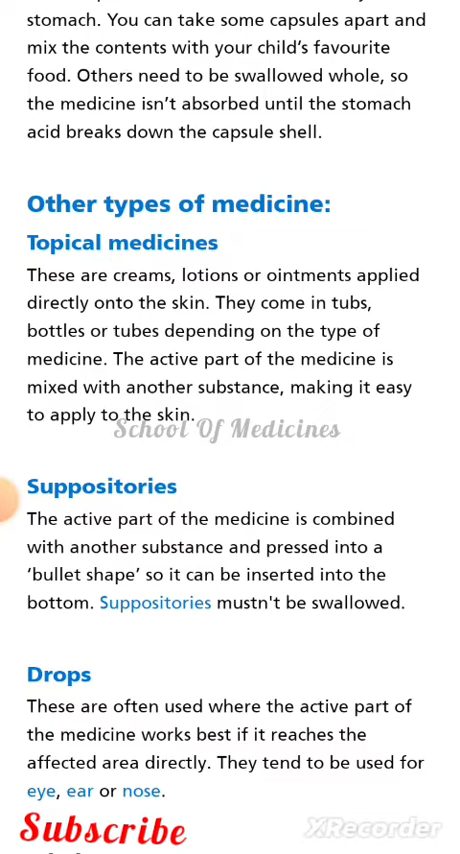 stomach. You can take some capsules apart and
mix the contents with your child’s favourite
food. Others need to be swallowed whole, so
the medicine isn’t absorbed until the stomach
acid breaks down the capsule shell.
Other types of medicine:
Topical medicines
These are creams, lotions or ointments applied
directly onto the skin. They come in tubs,
bottles or tubes depending on the type of
medicine. The active part of the medicine is
mixed with another substance, making it easy
to apply to the skin.
School Of Medicines
Suppositories
The active part of the medicine is combined
with another substance and pressed into a
‘bullet shape’ so it can be inserted into the
bottom. Suppositories mustn't be swallowed.
Drops
These are often used where the active part of
the medicine works best if it reaches the
affected area directly. They tend to be used for
eye, ear or nose.
Subscribe
XRecorder